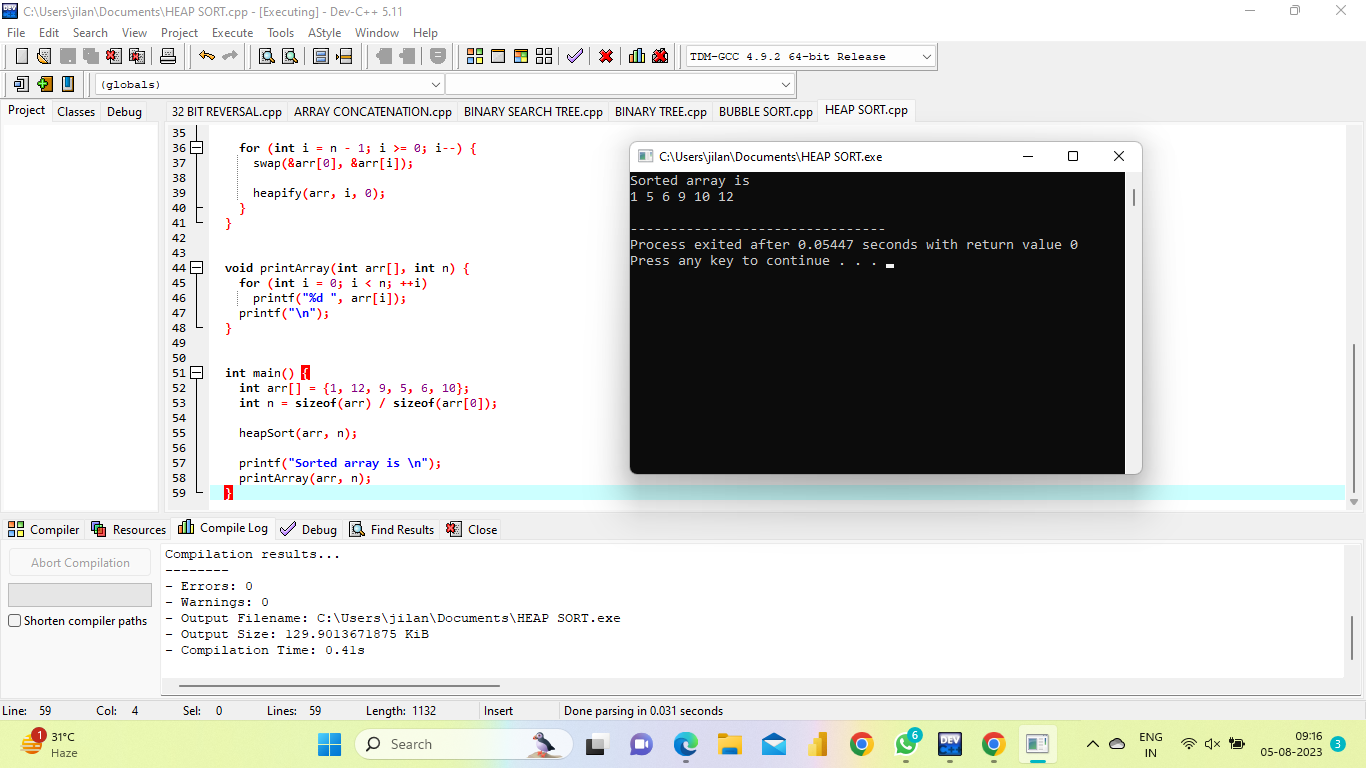 C:\Users\jilan\Documents\HEAP SORT.cpp - [Executing] - Dev-C++ 5.11
File Edit Search View Project Execute Tools AStyle Window Help
TDM-GCC 4.9.2 64-bit Release
(globals)
Project Classes Debug
32 BIT REVERSAL.cpp ARRAY CONCATENATION.cpp BINARY SEARCH TREE.cpp BINARY TREE.cpp BUBBLE SORT.cpp HEAP SORT.cpp
35
36 for (int i = n - 1; i >= 0; i--) {
37 swap(&arr[0], &arr[i]);
38
39 heapify(arr, i, 0);
40 }
41 }
42
43
44 void printArray(int arr[], int n) {
45 for (int i = 0; i < n; ++i)
46 printf("%d ", arr[i]);
47 printf("\n");
48 }
49
50
51 int main() {
52 int arr[] = {1, 12, 9, 5, 6, 10};
53 int n = sizeof(arr) / sizeof(arr[0]);
54
55 heapSort(arr, n);
56
57 printf("Sorted array is \n");
58 printArray(arr, n);
59 }
C:\Users\jilan\Documents\HEAP SORT.exe
Sorted array is
1 5 6 9 10 12
--------------------------------
Process exited after 0.05447 seconds with return value 0
Press any key to continue . . .
Compiler Resources Compile Log Debug Find Results Close
Abort Compilation
Shorten compiler paths
Compilation results...
--------
- Errors: 0
- Warnings: 0
- Output Filename: C:\Users\jilan\Documents\HEAP SORT.exe
- Output Size: 129.9013671875 KiB
- Compilation Time: 0.41s
Line: 59 Col: 4 Sel: 0 Lines: 59 Length: 1132 Insert Done parsing in 0.031 seconds
1
31°C
Haze
Search
6
DEV
ENG
IN
09:16
05-08-2023
3